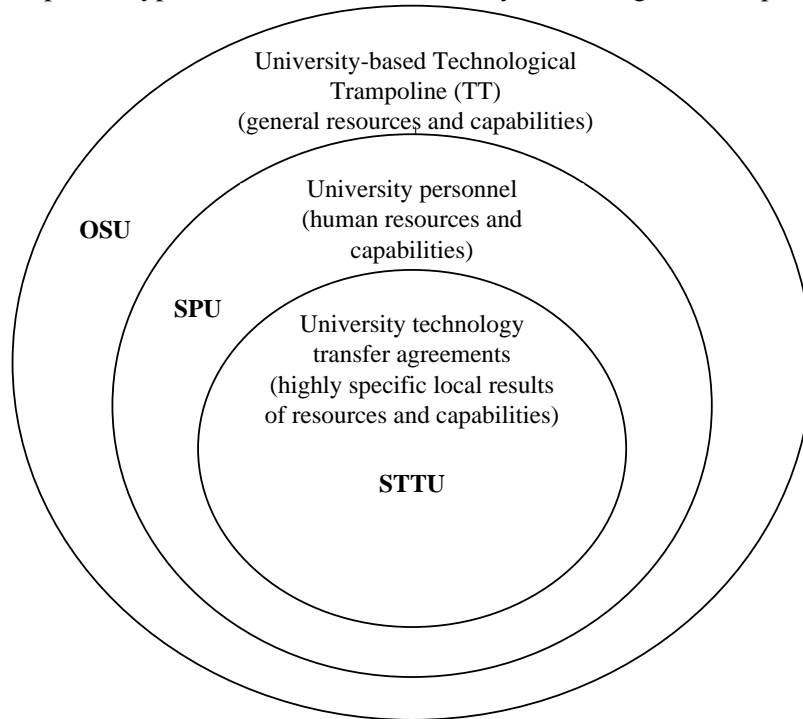 University-based Technological
Trampoline (TT)
(general resources and capabilities)
OSU
University personnel
(human resources and
capabilities)
SPU
University technology
transfer agreements
(highly specific local results
of resources and capabilities)
STTU